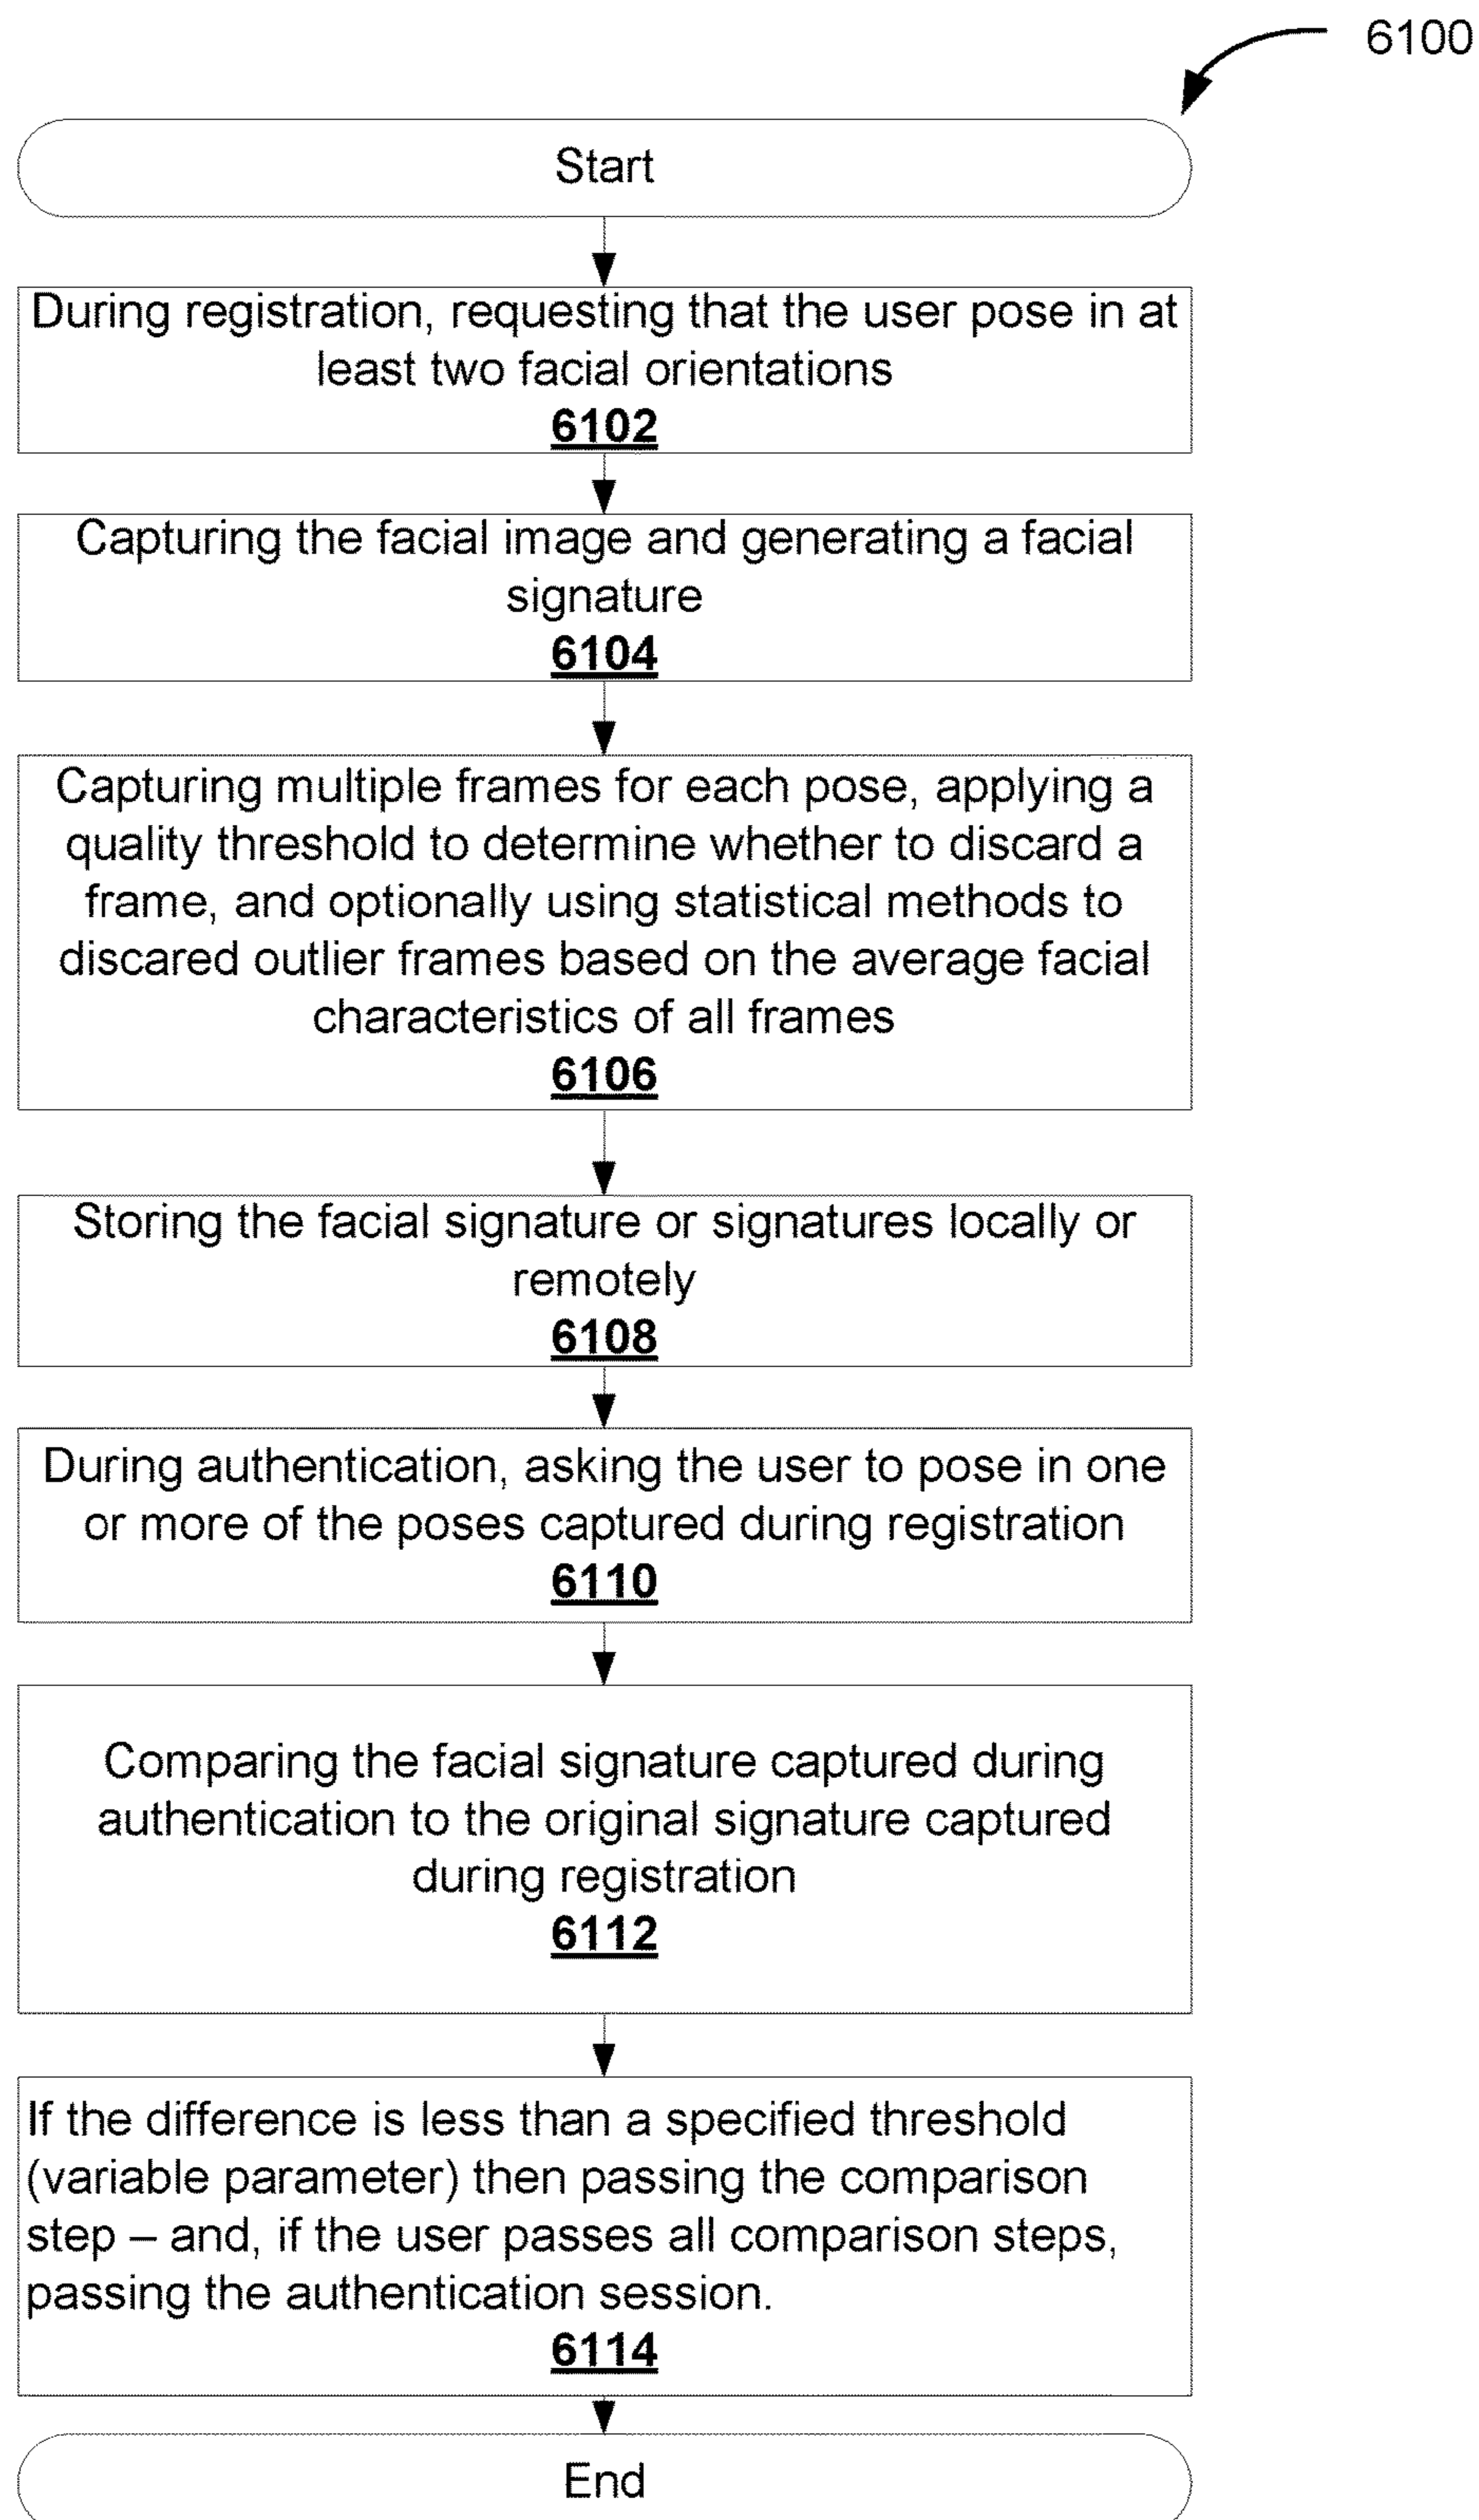 6100
Start
During registration, requesting that the user pose in at
least two facial orientations
6102
Capturing the facial image and generating a facial
signature
6104
Capturing multiple frames for each pose, applying a
quality threshold to determine whether to discard a
frame, and optionally using statistical methods to
discared outlier frames based on the average facial
characteristics of all frames
6106
Storing the facial signature or signatures locally or
remotely
6108
During authentication, asking the user to pose in one
or more of the poses captured during registration
6110
Comparing the facial signature captured during
authentication to the original signature captured
during registration
6112
If the difference is less than a specified threshold
(variable parameter) then passing the comparison
step – and, if the user passes all comparison steps,
passing the authentication session.
6114
End